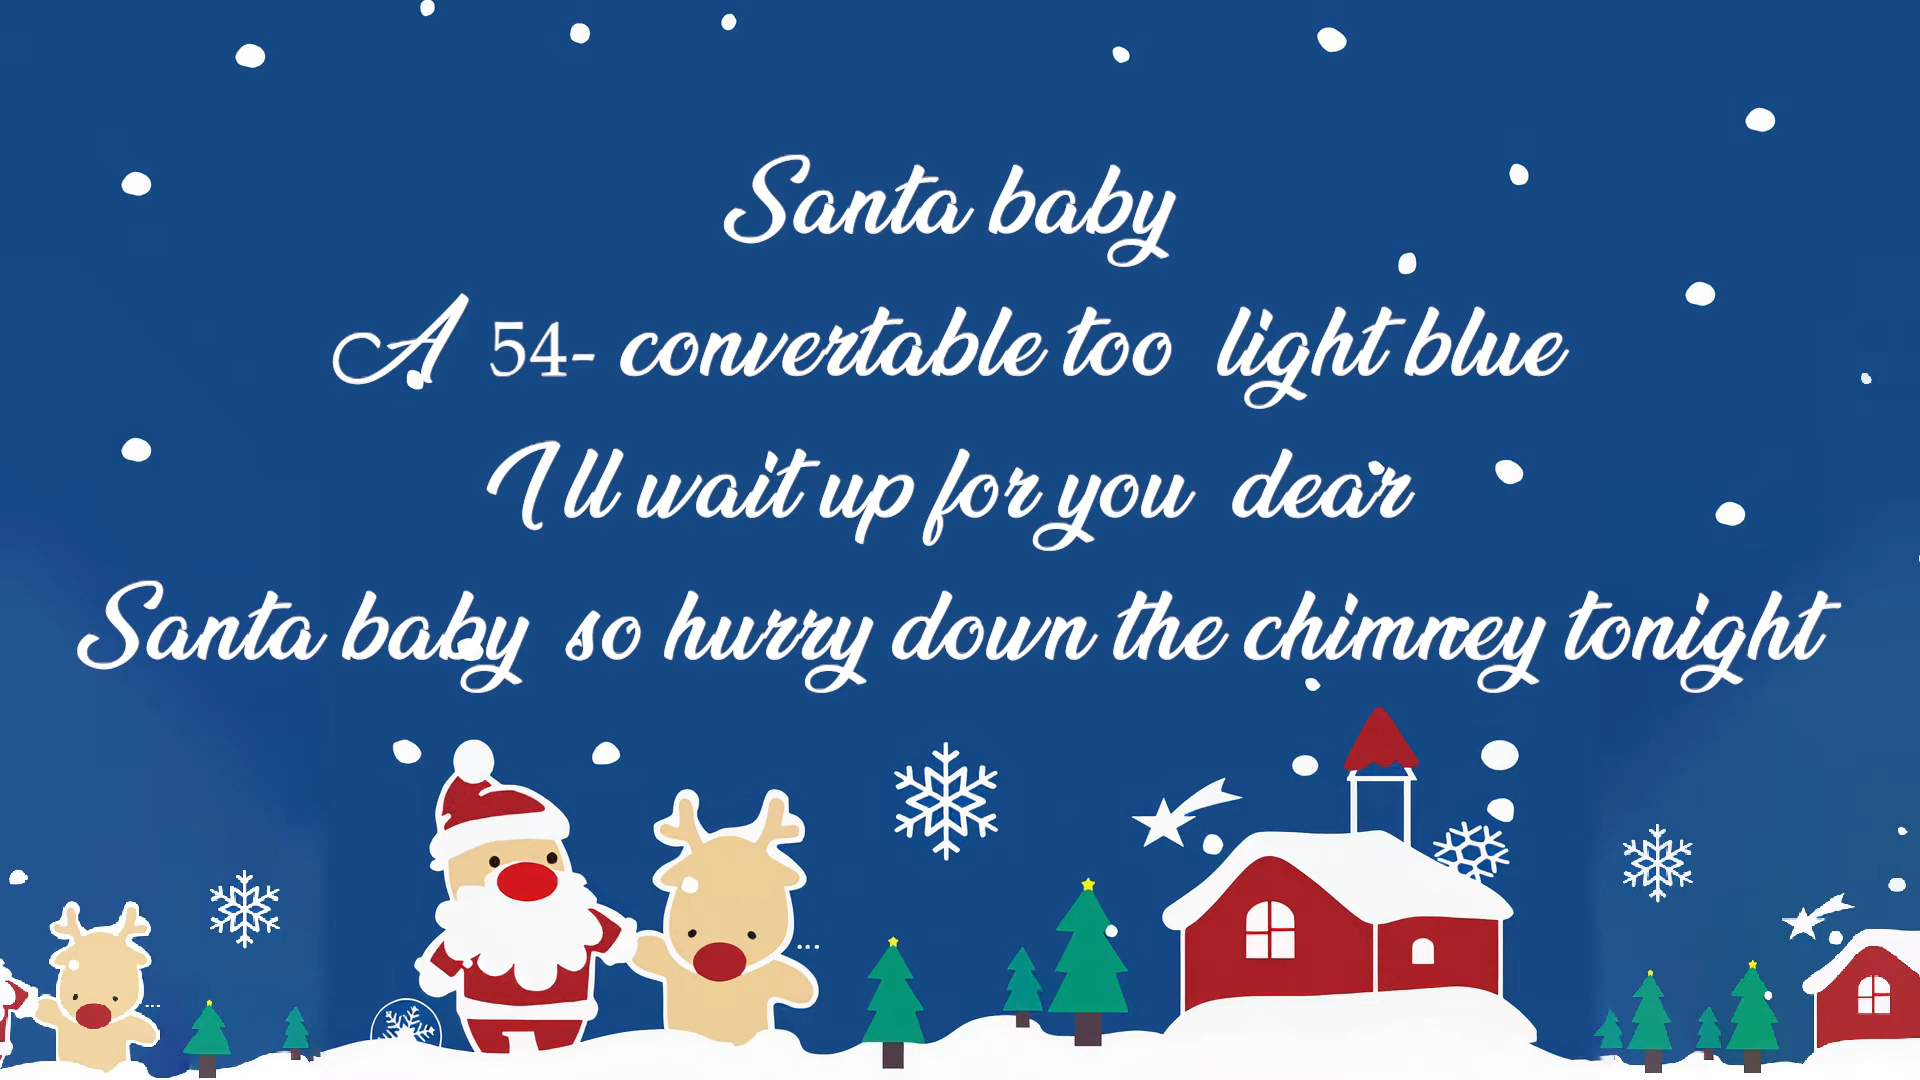 Santa baby
A 54- convertable too light blue
I'll wait up for you dear
Santa baby so hurry down the chimney tonight